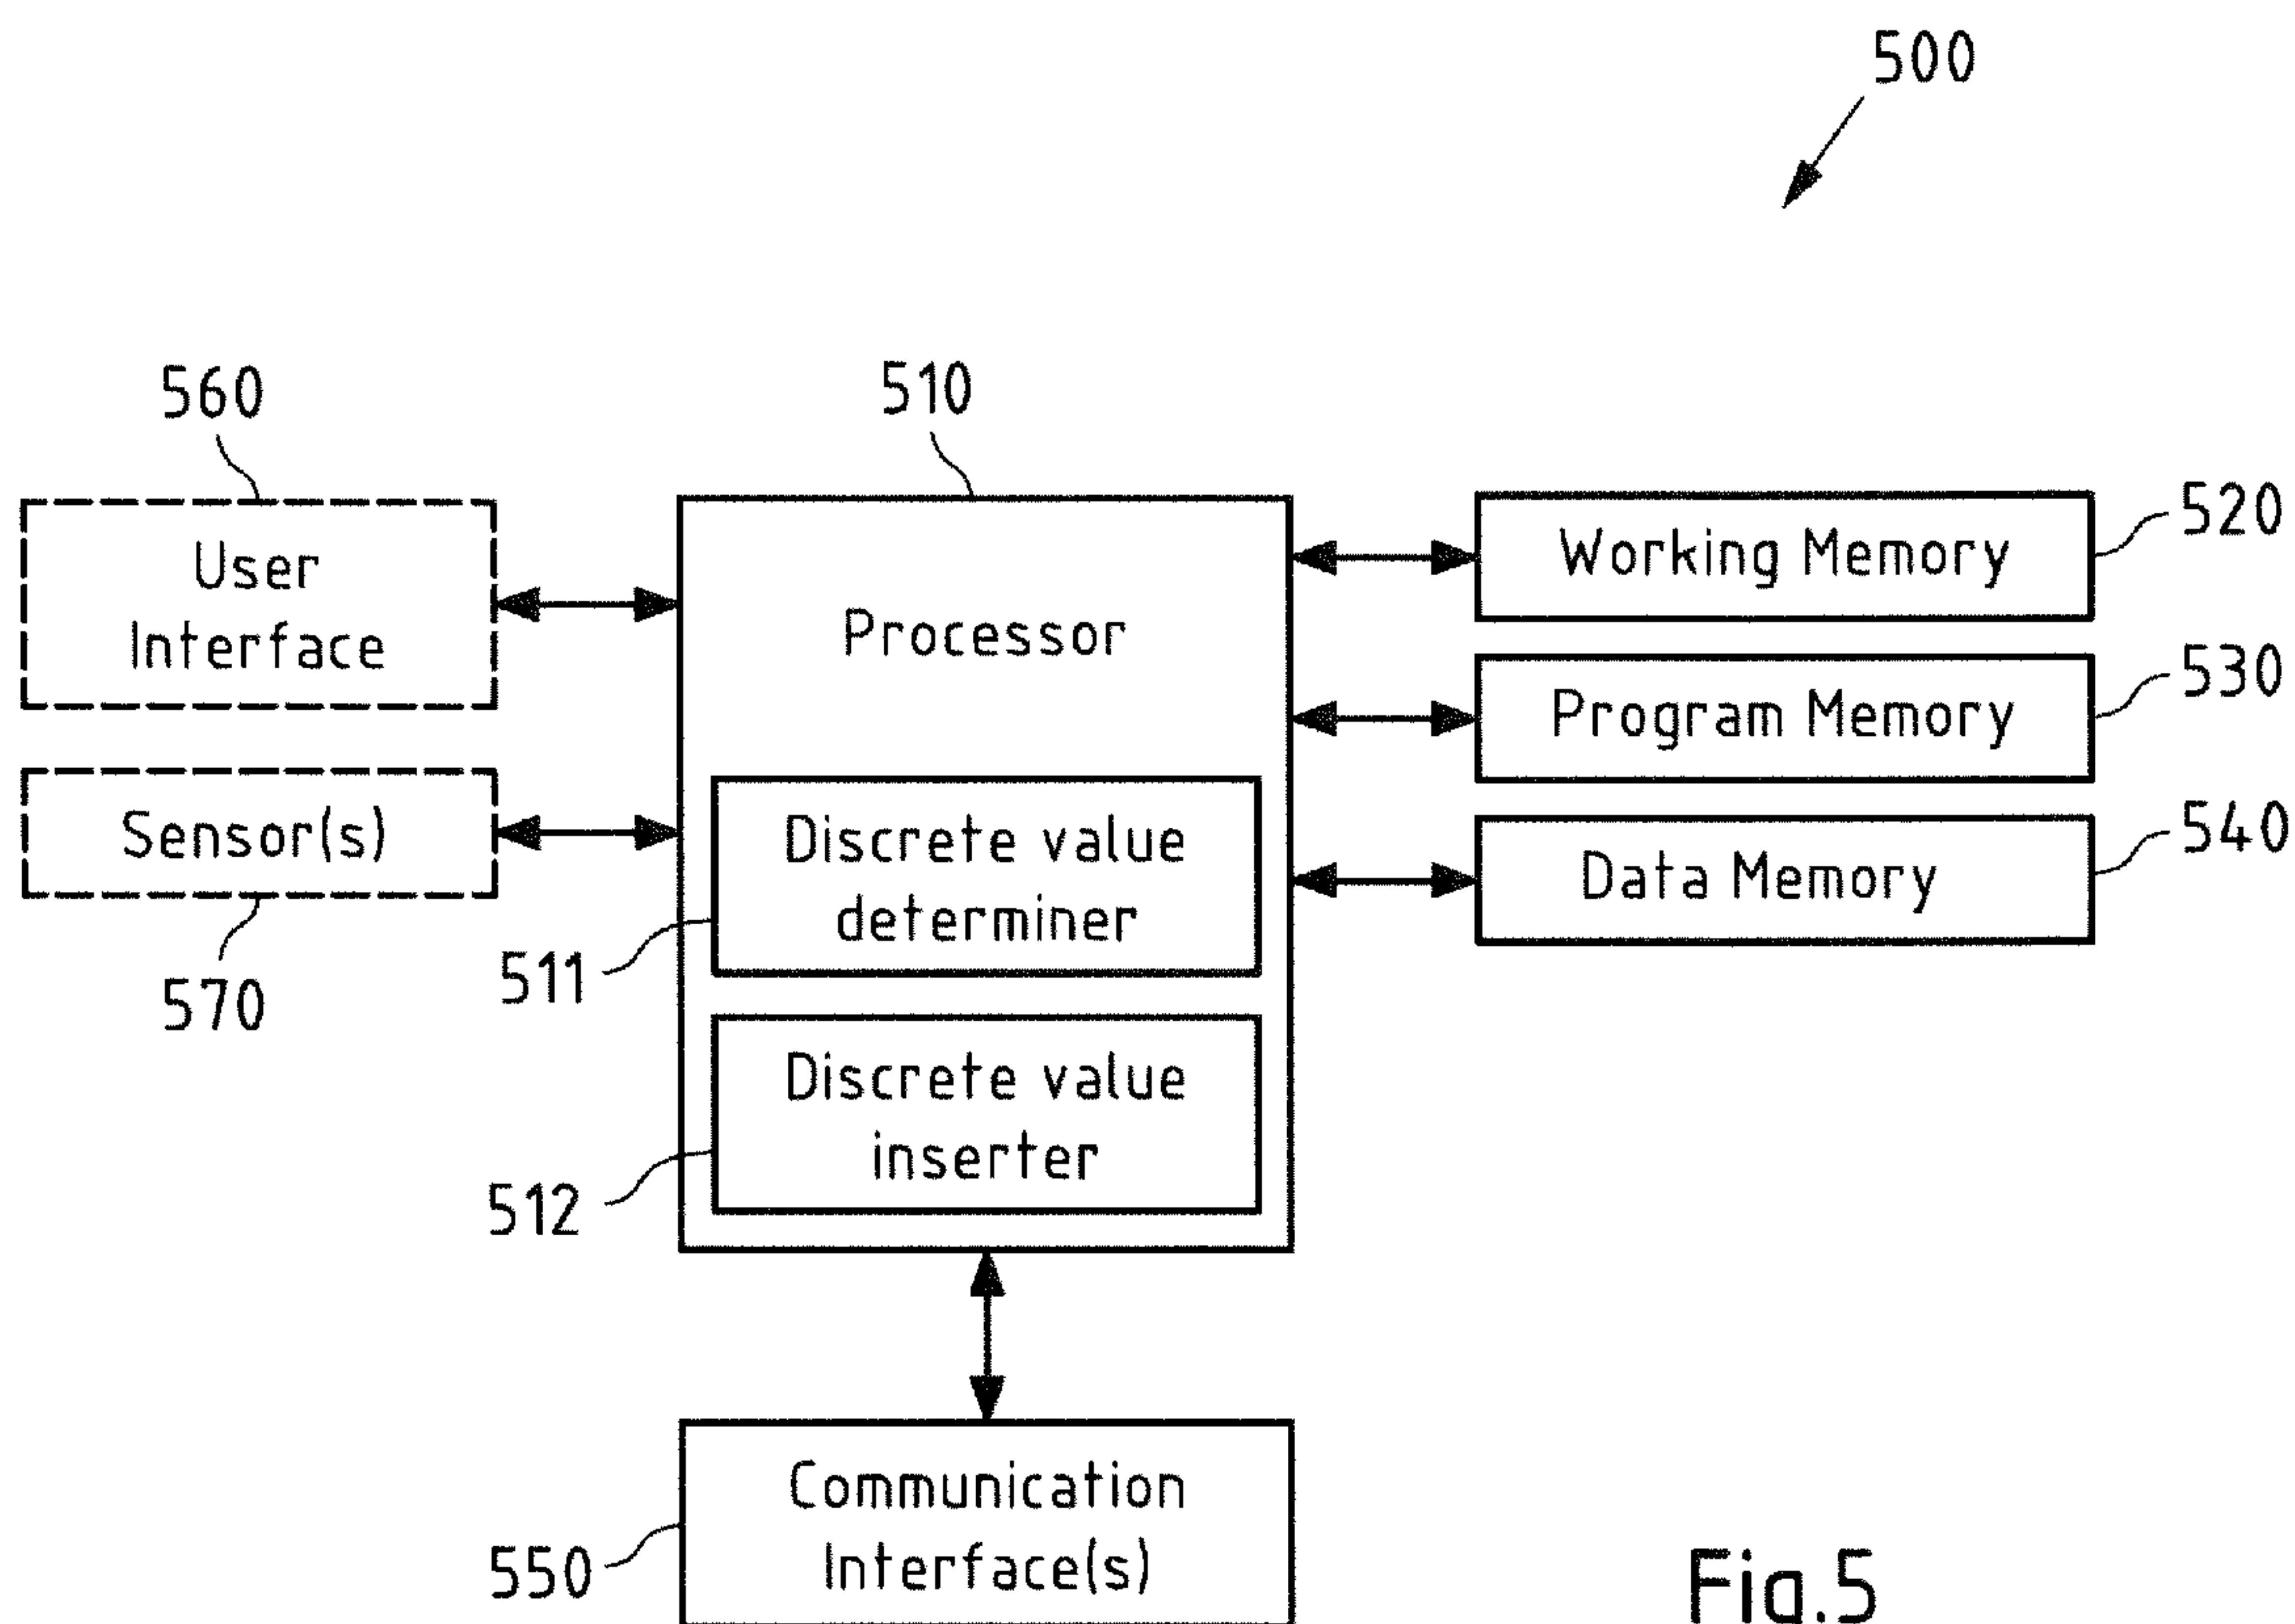 500
560
510
User
Interface
Processor
Working Memory
520
Program Memory
530
Sensor(s)
570
Discrete value
determiner
511
Data Memory
540
Discrete value
inserter
512
Communication
Interface(s)
550
Fig.5